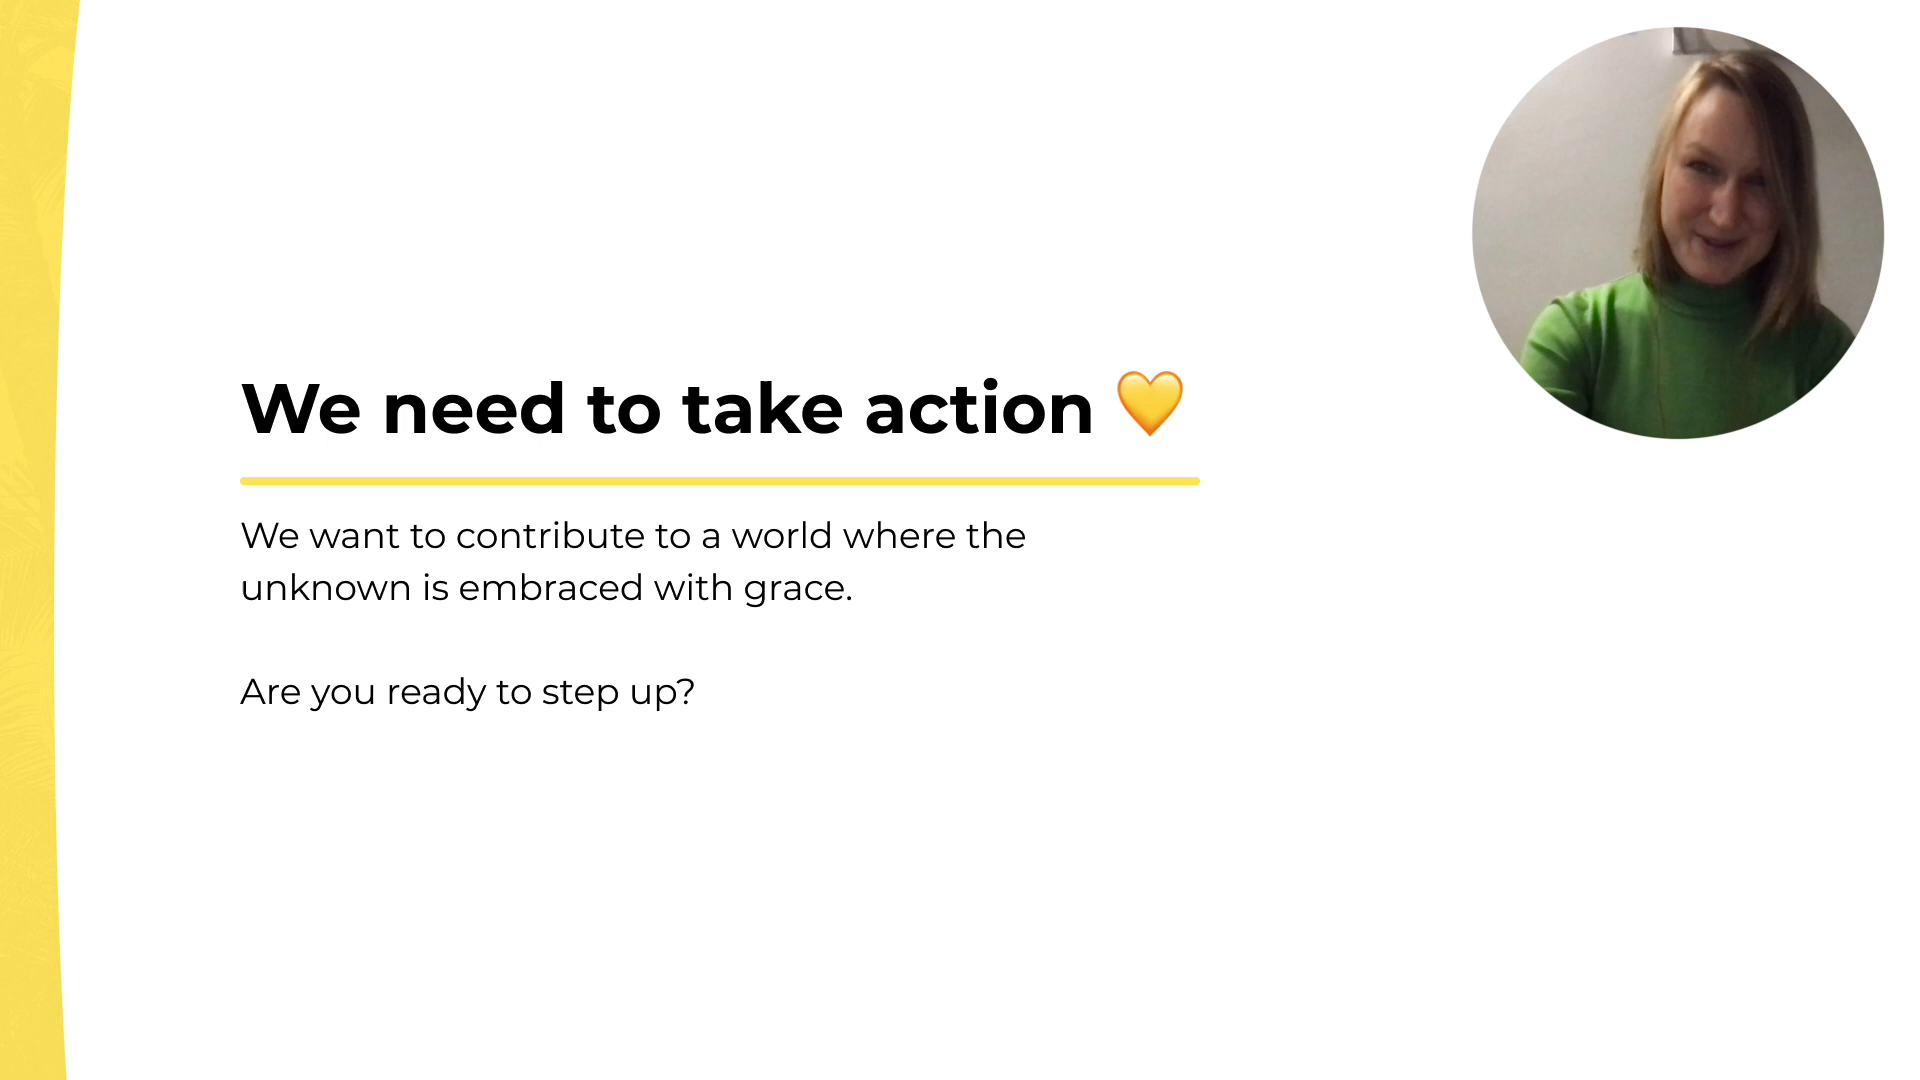 We need to take action 💛
We want to contribute to a world where the
unknown is embraced with grace.
Are you ready to step up?